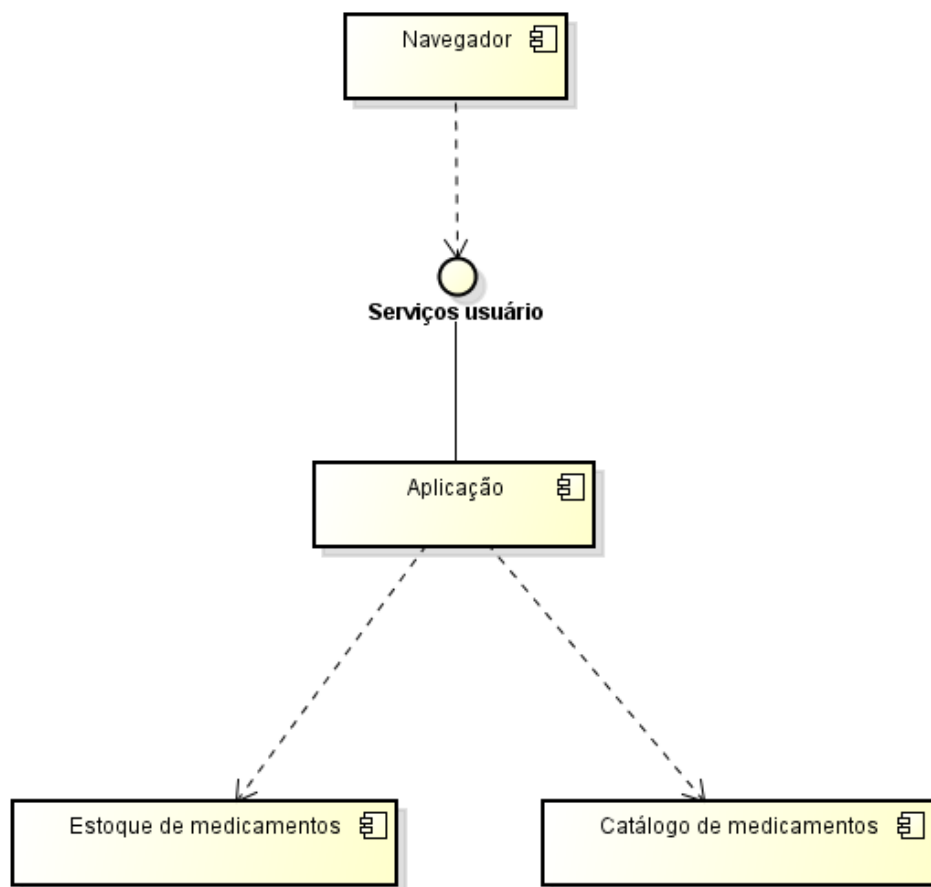 Navegador
Serviços usuário
Aplicação
Estoque de medicamentos
Catálogo de medicamentos